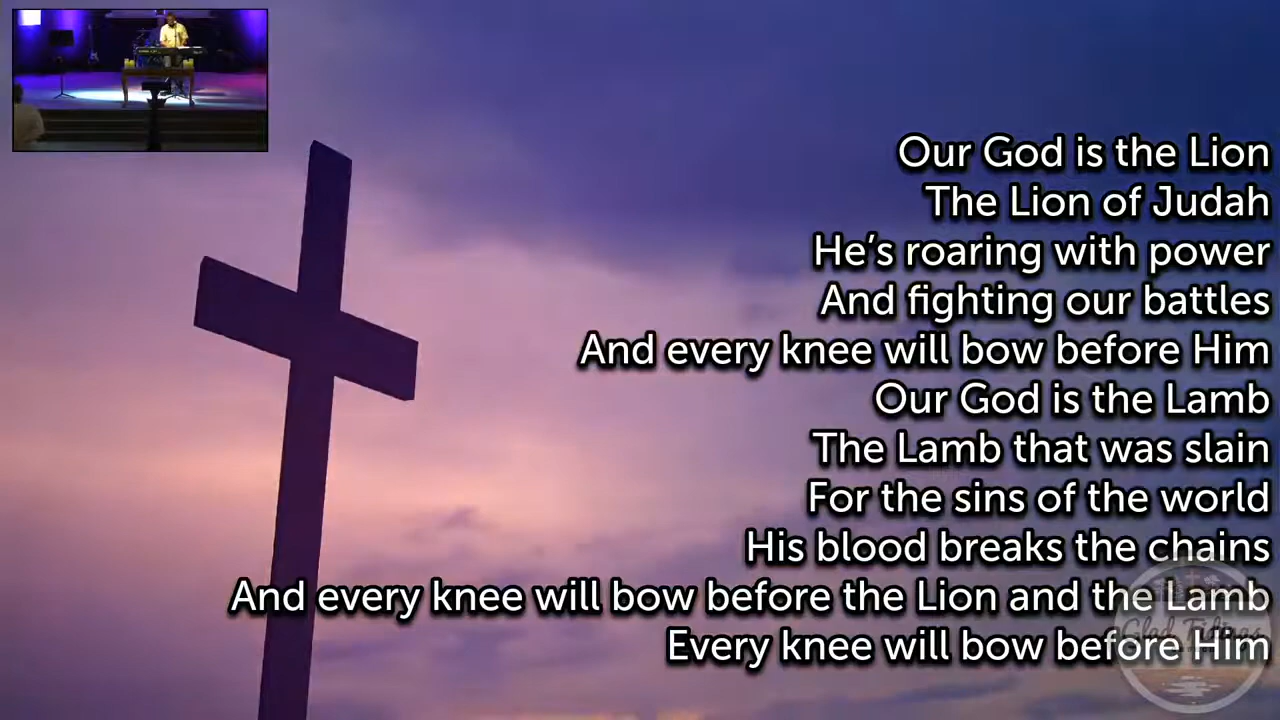 Our God is the Lion
The Lion of Judah
He’s roaring with power
And fighting our battles
And every knee will bow before Him
Our God is the Lamb
The Lamb that was slain
For the sins of the world
His blood breaks the chains
And every knee will bow before the Lion and the Lamb
Every knee will bow before Him
Glad Tidings